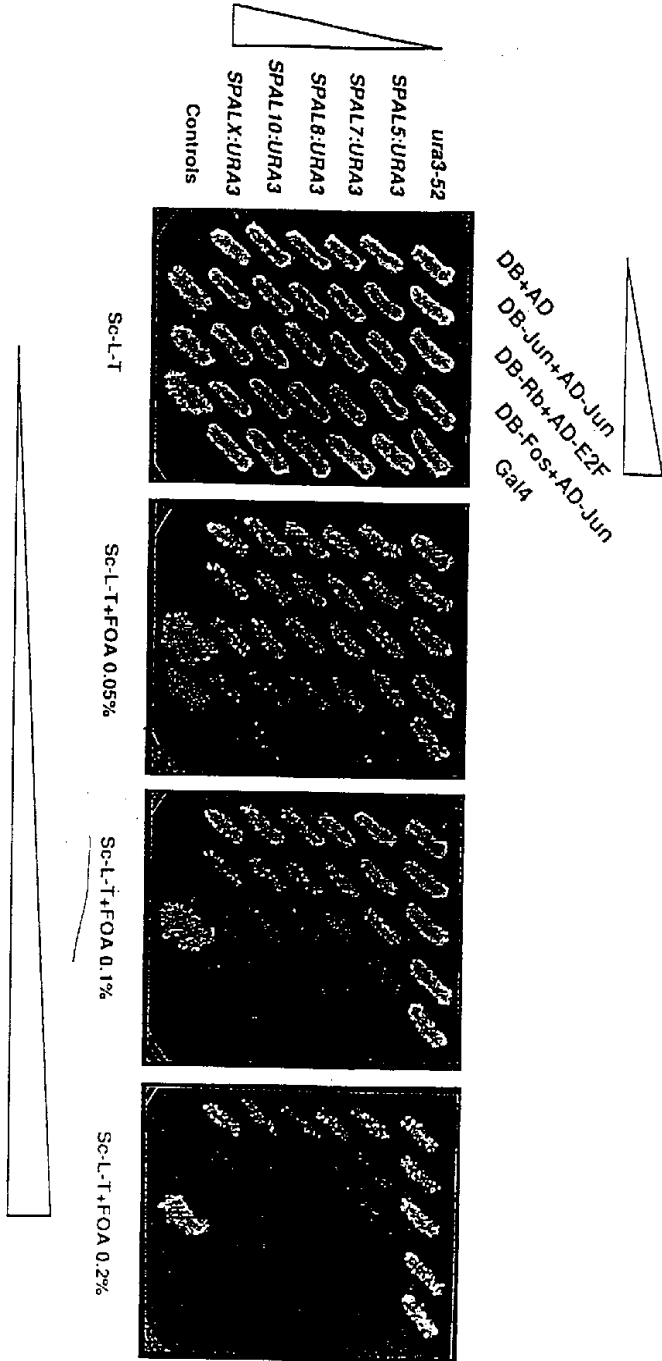 DB+AD
DB-Jun+AD-Jun
DB-Rb+AD-E2F
DB-Fos+AD-Jun
Gal4
ura3-52
SPAL5:URA3
SPAL7:URA3
SPAL8:URA3
SPAL10:URA3
SPALX:URA3
Controls
Sc-L-T
Sc-L-T+FOA 0.05%
Sc-L-T+FOA 0.1%
Sc-L-T+FOA 0.2%